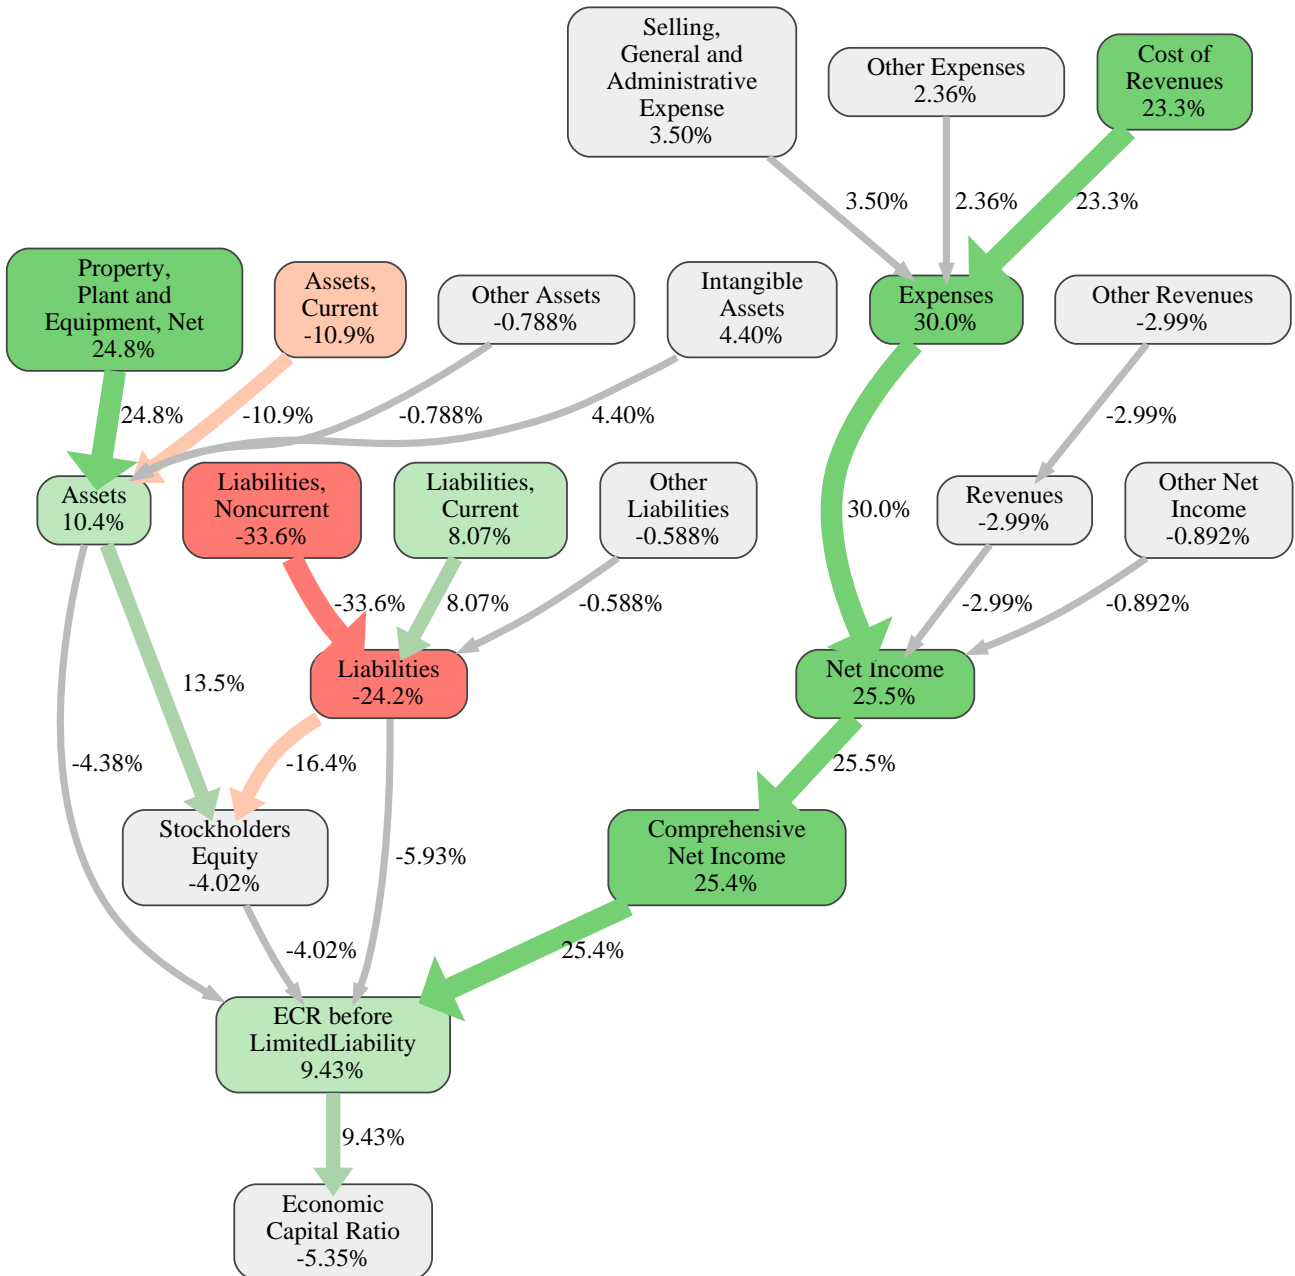 Selling,
General and
Administrative
Expense
3.50%
Other Expenses
2.36%
Cost of
Revenues
23.3%
3.50%
2.36%
23.3%
Property,
Plant and
Equipment, Net
24.8%
Assets,
Current
-10.9%
Other Assets
-0.788%
Intangible
Assets
4.40%
Expenses
30.0%
Other Revenues
-2.99%
24.8%
-10.9%
-0.788%
4.40%
-2.99%
Assets
10.4%
Liabilities,
Noncurrent
-33.6%
Liabilities,
Current
8.07%
Other
Liabilities
-0.588%
30.0%
Revenues
-2.99%
Other Net
Income
-0.892%
-33.6%
8.07%
-0.588%
-2.99%
-0.892%
13.5%
Liabilities
-24.2%
Net Income
25.5%
-4.38%
-16.4%
25.5%
Stockholders
Equity
-4.02%
-5.93%
Comprehensive
Net Income
25.4%
-4.02%
25.4%
ECR before
LimitedLiability
9.43%
9.43%
Economic
Capital Ratio
-5.35%